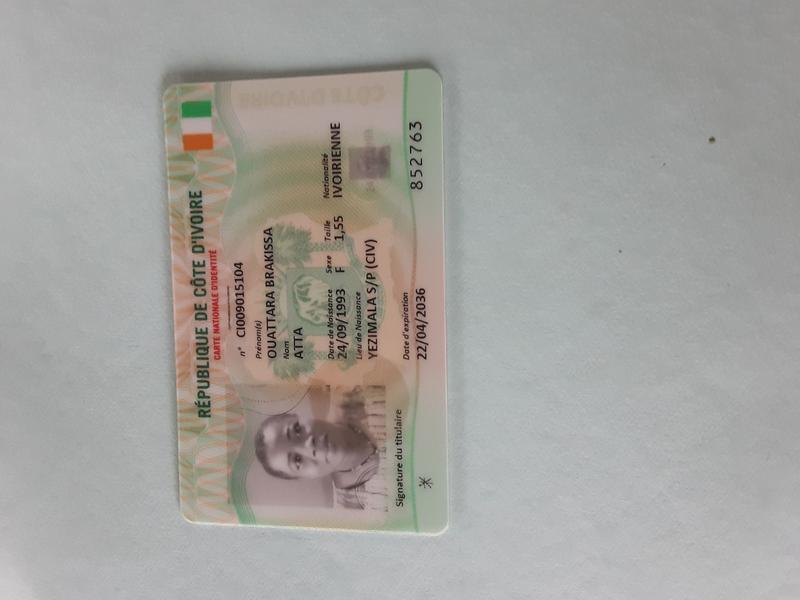 RÉPUBLIQUE DE CÔTE D'IVOIRE
CARTE NATIONALE D'IDENTITÉ
CÔTE D'IVOIRE
n° CI009015104
Prénom(s)
OUATTARA BRAKISSA
Nom
ATTA
Date de Naissance Sexe Taille Nationalité
24/09/1993 F 1,55 IVOIRIENNE
Lieu de Naissance
YEZIMALA S/P (CIV)
Date d'expiration
22/04/2036
Signature du titulaire
852763